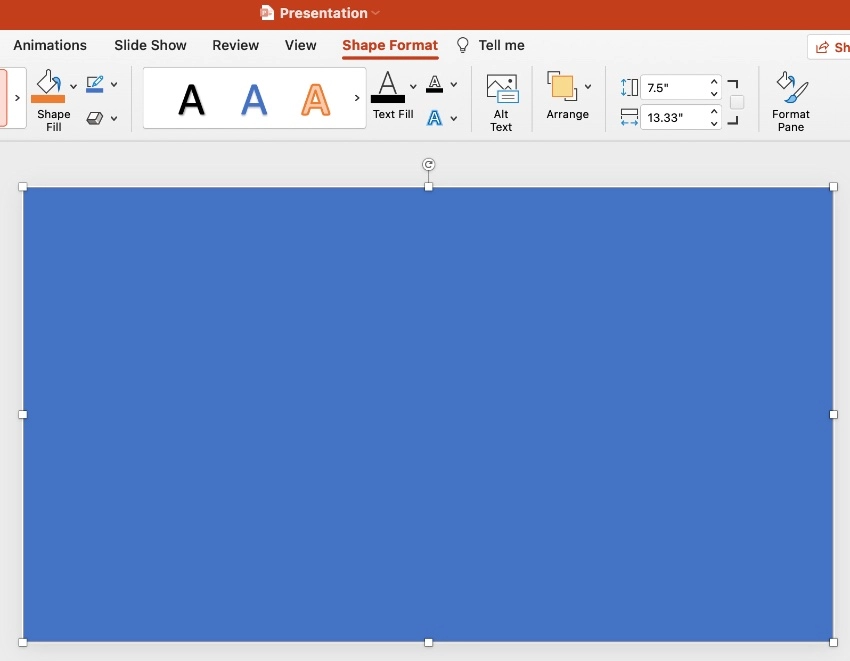 Presentation
Animations Slide Show Review View Shape Format Tell me Sh
A A A
7.5"
Shape Fill Text Fill Alt Text Arrange 13.33" Format Pane